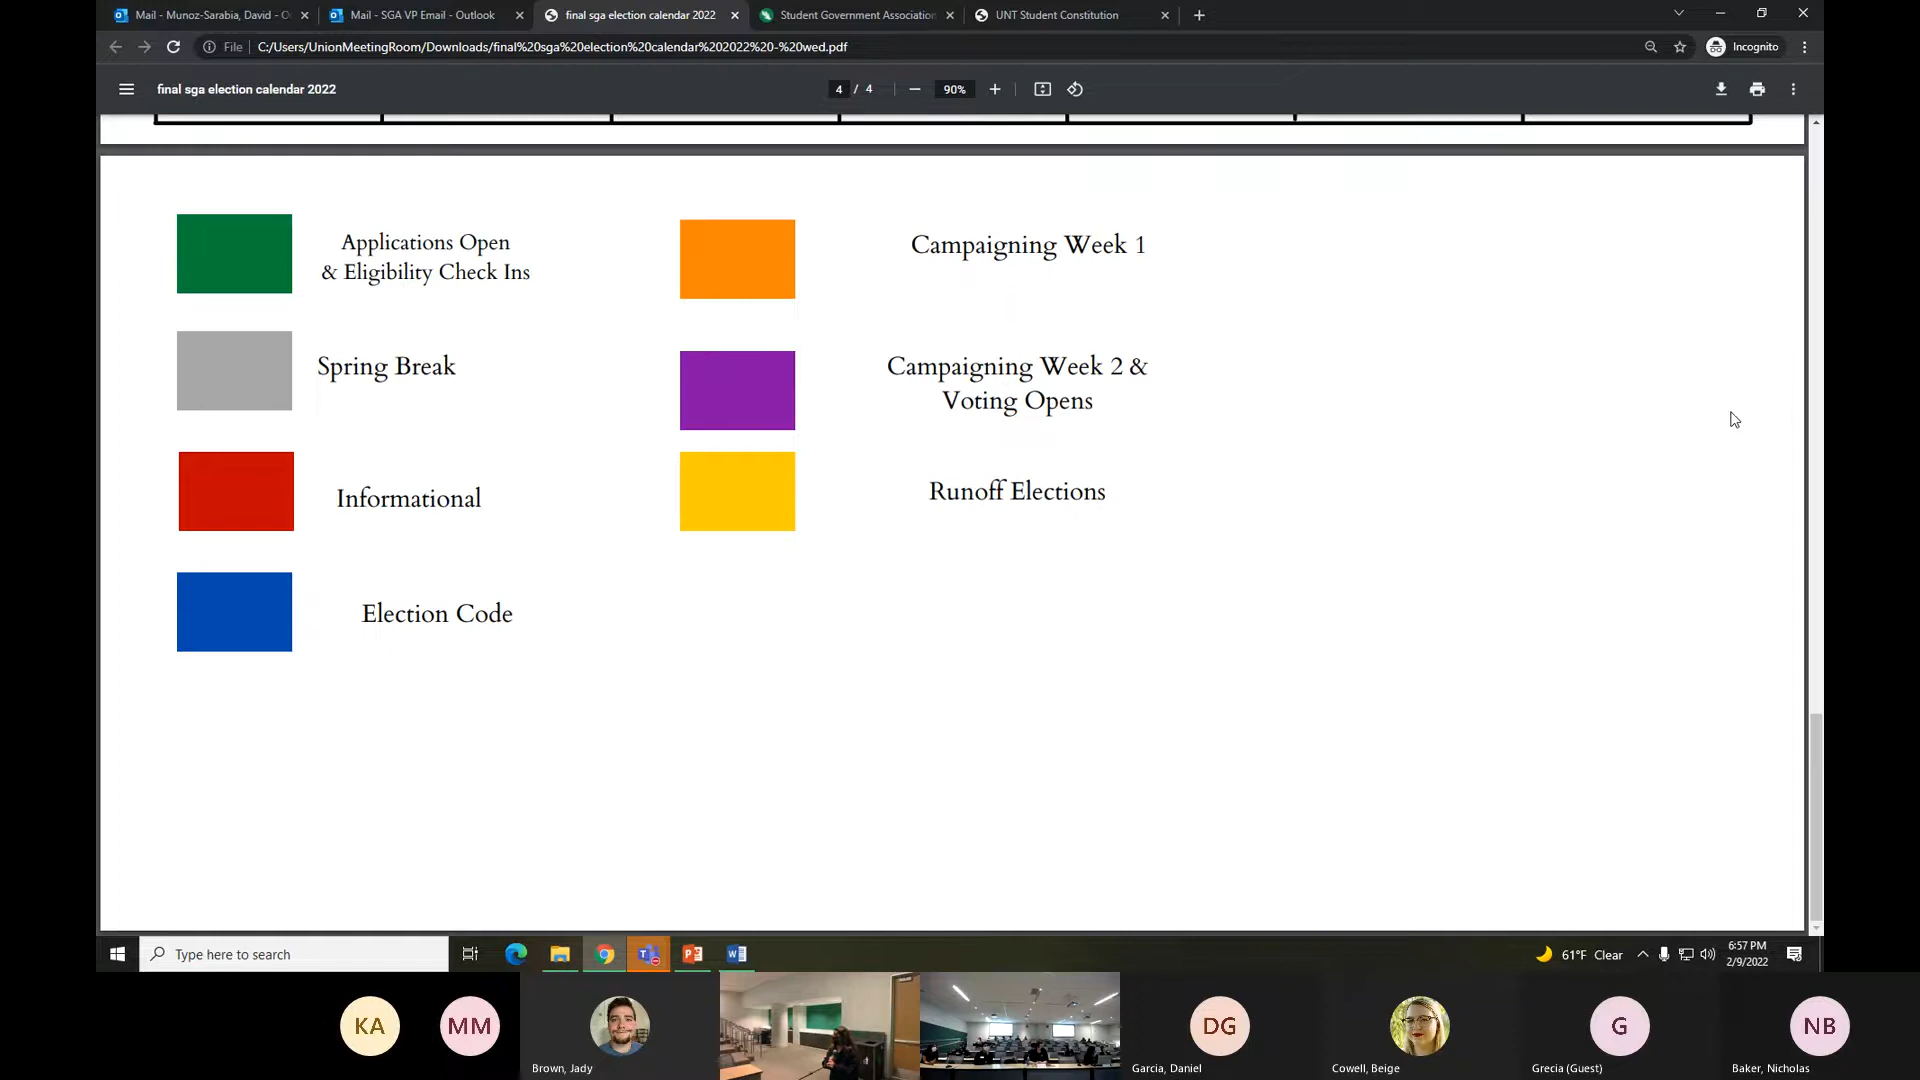 Mail - Munoz-Sarabia, David - O
Mail - SGA VP Email - Outlook
final sga election calendar 2022
Student Government Association
UNT Student Constitution
File
C:/Users/UnionMeetingRoom/Downloads/final%20sga%20election%20calendar%202022%20-%20wed.pdf
Incognito
final sga election calendar 2022
4 / 4
90%
Applications Open
& Eligibility Check Ins
Campaigning Week 1
Spring Break
Campaigning Week 2 &
Voting Opens
Informational
Runoff Elections
Election Code
Type here to search
61°F Clear
6:57 PM
2/9/2022
KA
MM
DG
G
NB
Brown, Jady
Garcia, Daniel
Cowell, Beige
Grecia (Guest)
Baker, Nicholas